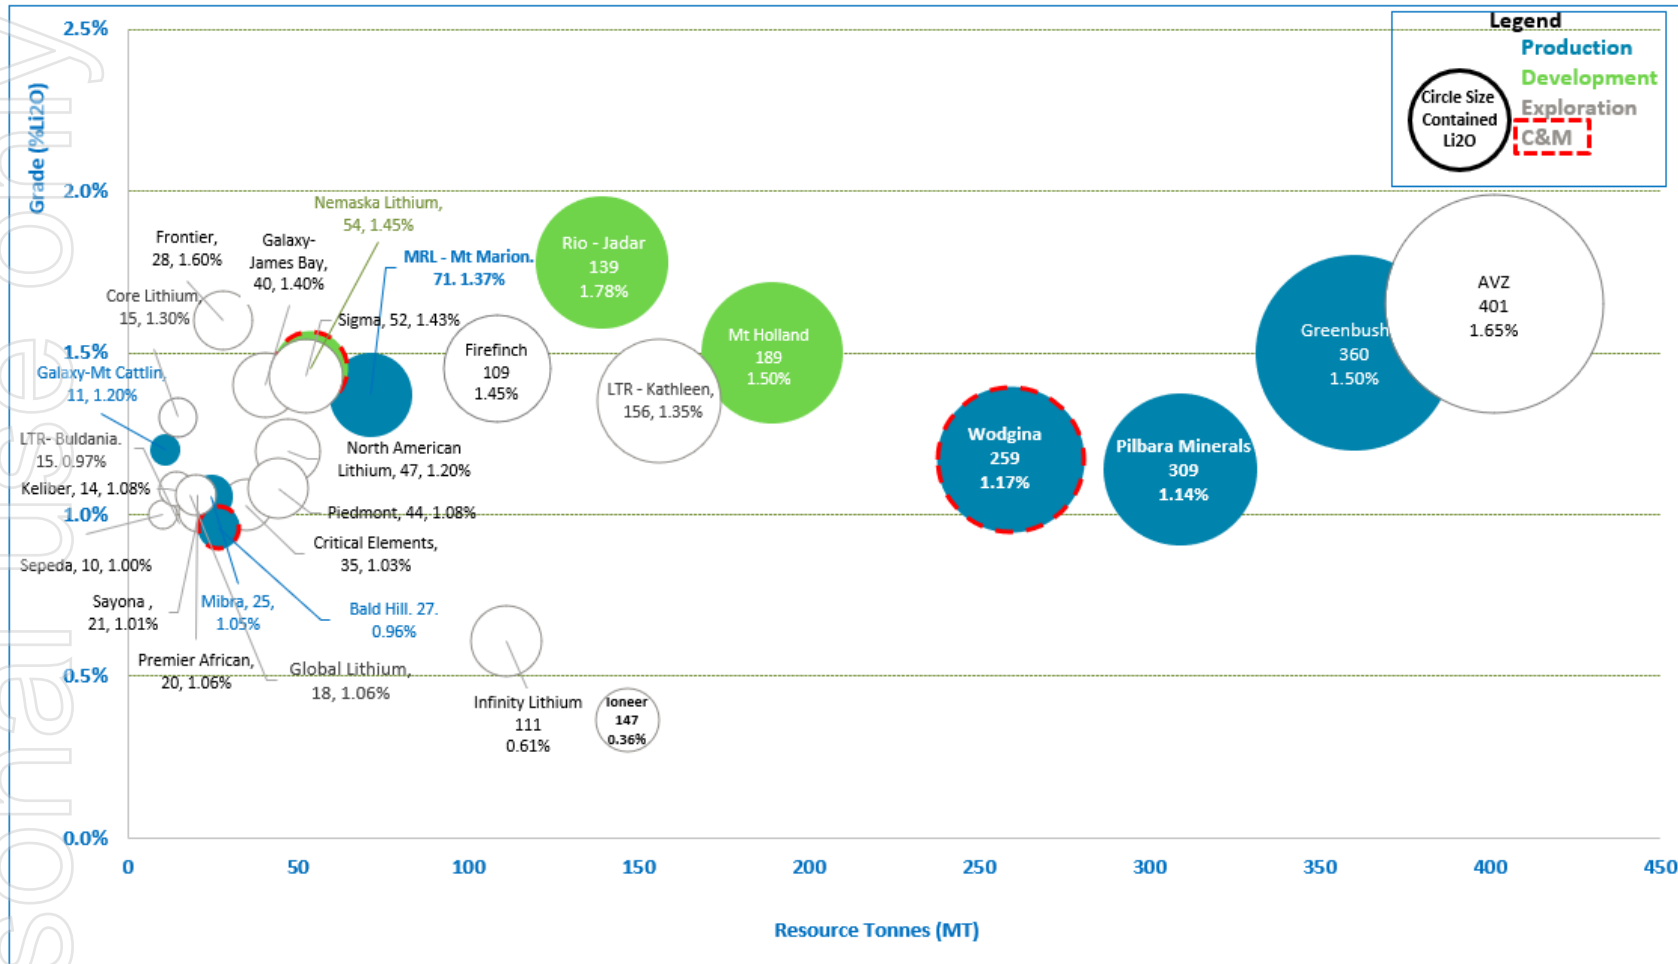 2.5%
2.0%
1.5%
1.0%
0.5%
0.0%
Grade (%Li2O)
Legend
Production
Development
Exploration
C&M
Circle Size
Contained
Li2O
Nemaska Lithium,
54, 1.45%
Frontier,
28, 1.60%
Galaxy-
James Bay,
40, 1.40%
MRL - Mt Marion.
71. 1.37%
Rio - Jadar
139
1.78%
Core Lithium,
15, 1.30%
Sigma, 52, 1.43%
Firefinch
109
1.45%
Mt Holland
189
1.50%
Greenbush
360
1.50%
AVZ
401
1.65%
Galaxy-Mt Cattlin,
11, 1.20%
LTR - Kathleen,
156, 1.35%
LTR- Buldania.
15. 0.97%
North American
Lithium, 47, 1.20%
Wodgina
259
1.17%
Pilbara Minerals
309
1.14%
Keliber, 14, 1.08%
Piedmont, 44, 1.08%
Critical Elements,
35, 1.03%
Sepeda, 10, 1.00%
Sayona ,
21, 1.01%
Mibra, 25,
1.05%
Bald Hill. 27.
0.96%
Premier African,
20, 1.06%
Global Lithium,
18, 1.06%
Infinity Lithium
111
0.61%
Ioneer
147
0.36%
0 50 100 150 200 250 300 350 400 450
Resource Tonnes (MT)
sonal use only